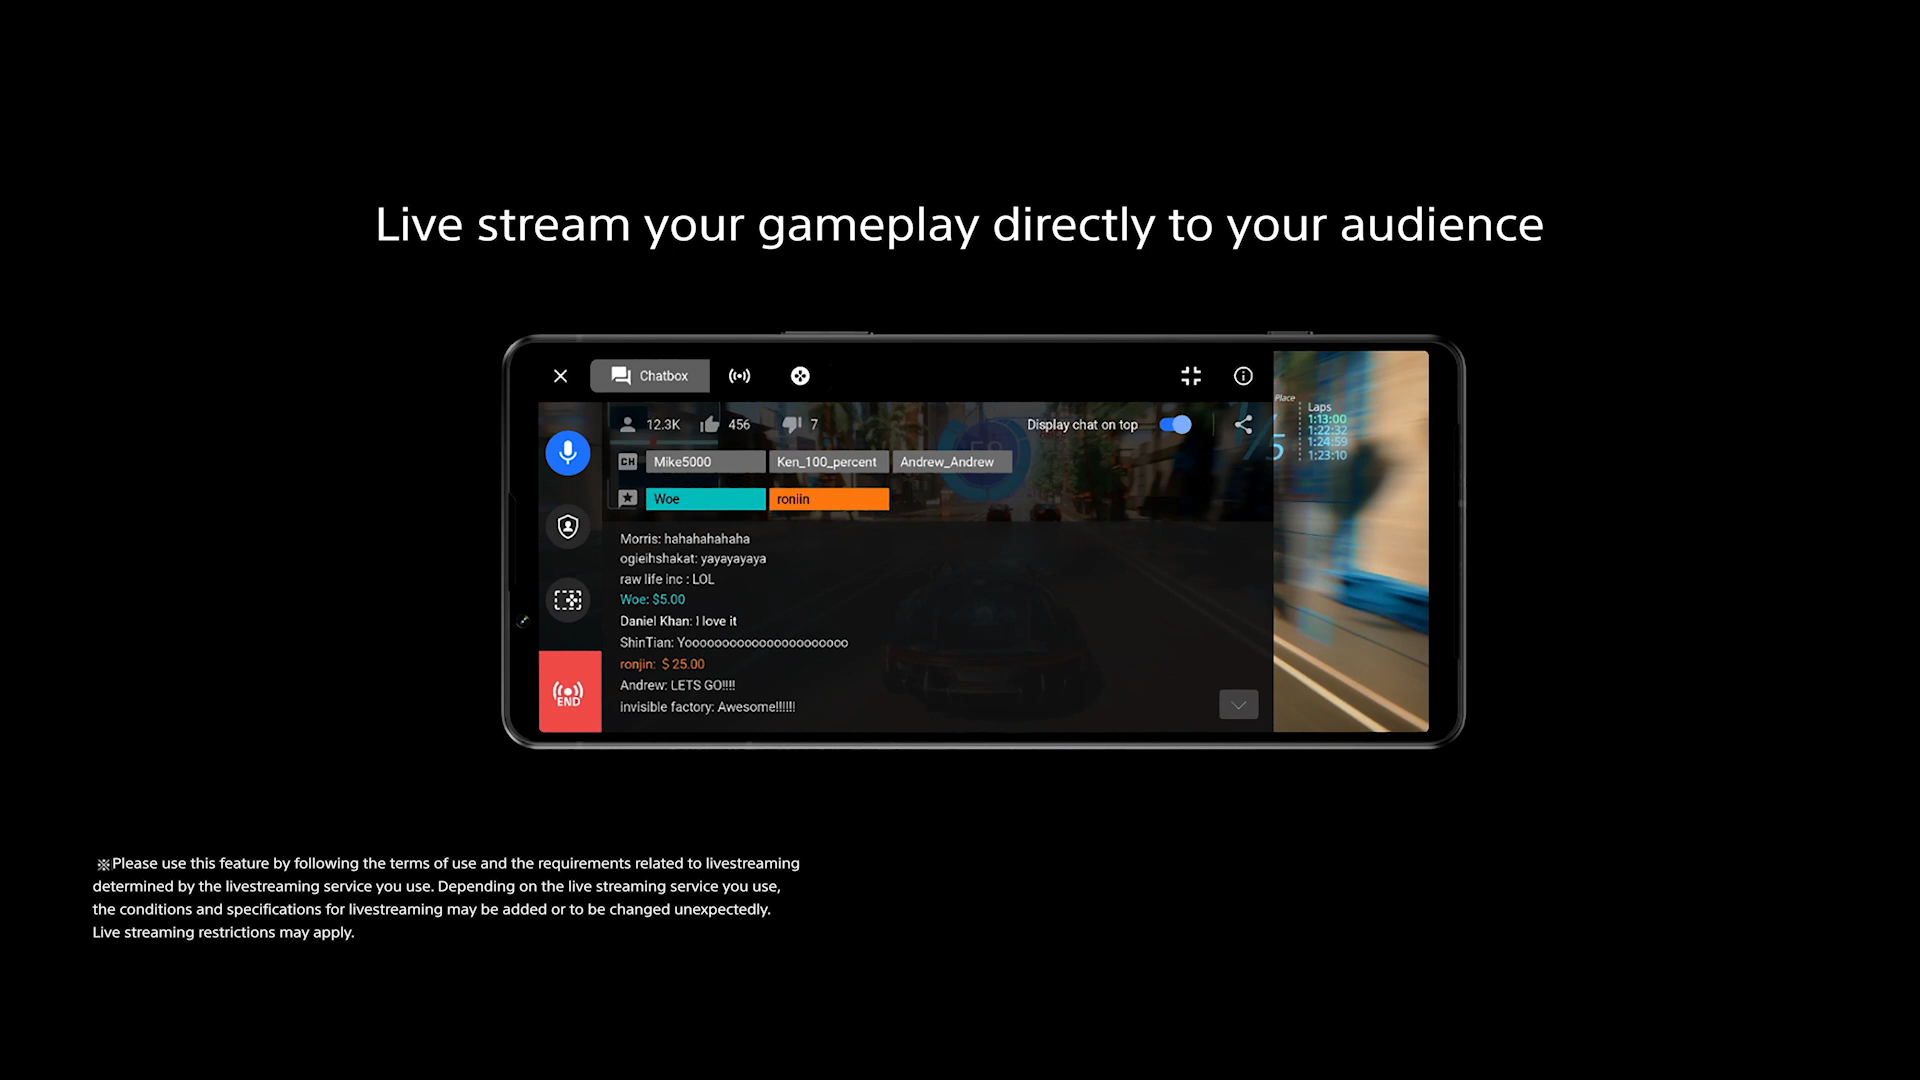 Live stream your gameplay directly to your audience
Chatbox
12.3K 456 7 Display chat on top
CH Mike5000 Ken_100_percent Andrew_Andrew
Woe roniin
Morris: hahahahahaha
ogieihshakat: yayayayaya
raw life inc : LOL
Woe: $5.00
Daniel Khan: I love it
ShinTian: Yooooooooooooooooooooooo
ronjin: $ 25.00
Andrew: LETS GO!!!!
invisible factory: Awesome!!!!!!
END
Place
Laps
1:13:00
1:22:32
1:24:59
1:23:10
/5
※Please use this feature by following the terms of use and the requirements related to livestreaming
determined by the livestreaming service you use. Depending on the live streaming service you use,
the conditions and specifications for livestreaming may be added or to be changed unexpectedly.
Live streaming restrictions may apply.